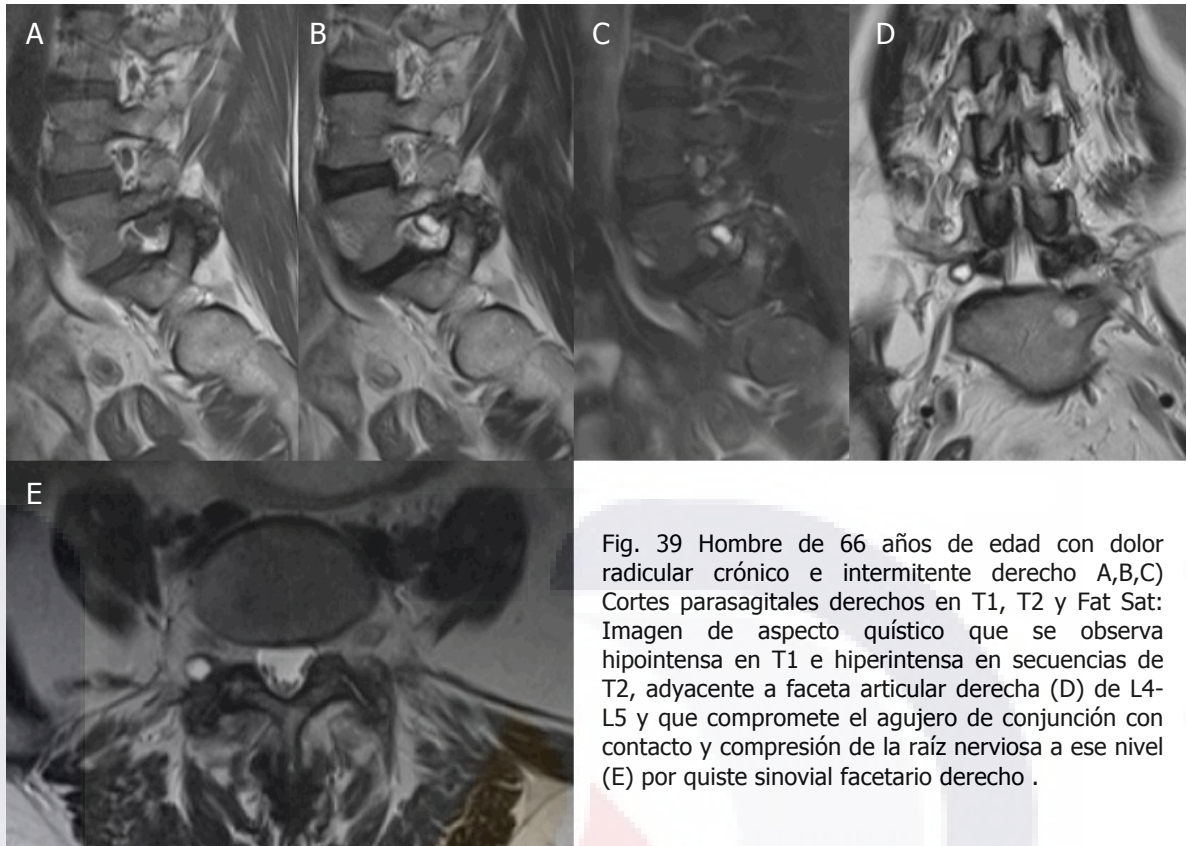 A
B
C
D
E
Fig. 39 Hombre de 66 años de edad con dolor
radicular crónico e intermitente derecho A,B,C)
Cortes parasagitales derechos en T1, T2 y Fat Sat:
Imagen de aspecto quístico que se observa
hipointensa en T1 e hiperintensa en secuencias de
T2, adyacente a faceta articular derecha (D) de L4-
L5 y que compromete el agujero de conjunción con
contacto y compresión de la raíz nerviosa a ese nivel
(E) por quiste sinovial facetario derecho .